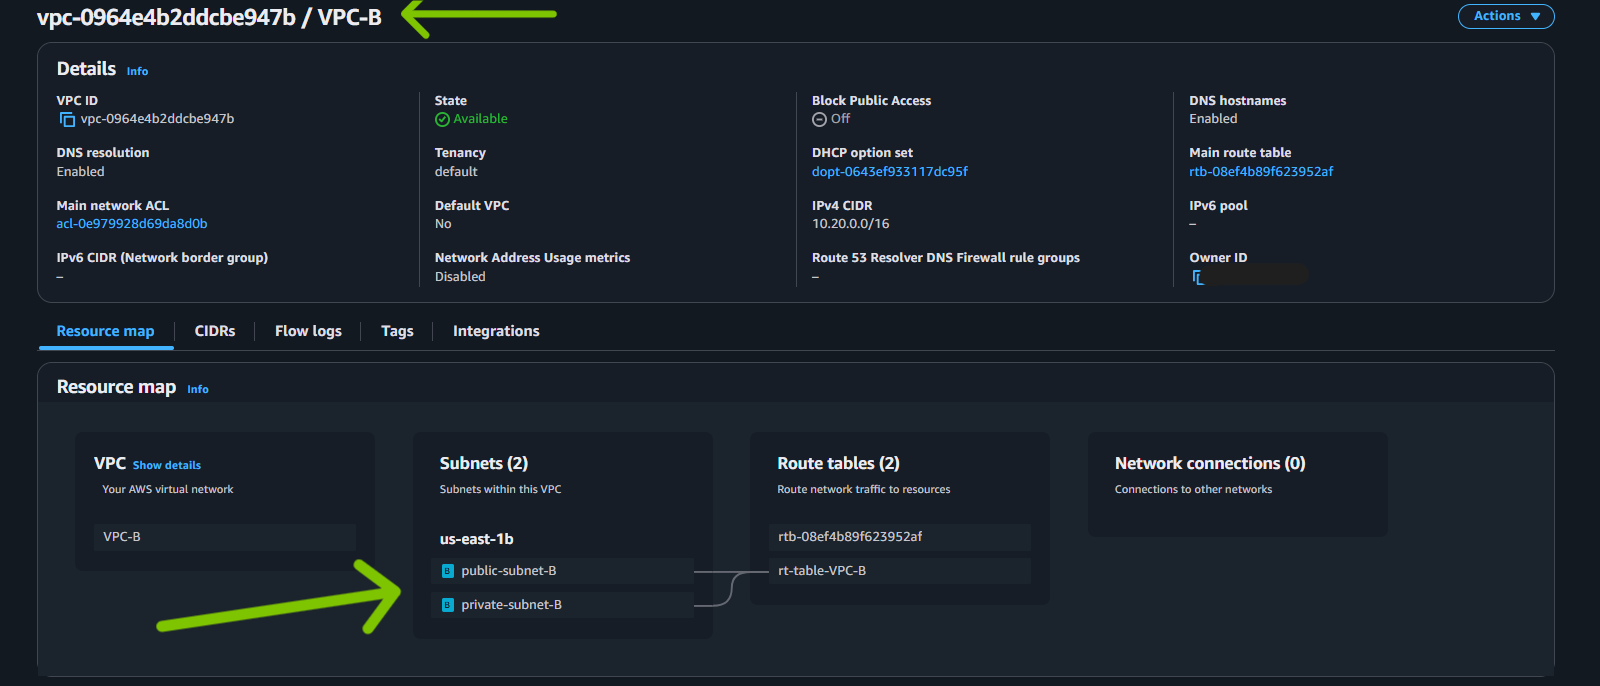 vpc-0964e4b2ddcbe947b / VPC-B
Actions
Details Info
VPC ID
vpc-0964e4b2ddcbe947b
State
Available
Block Public Access
Off
DNS hostnames
Enabled
DNS resolution
Enabled
Tenancy
default
DHCP option set
dopt-0643ef933117dc95f
Main route table
rtb-08ef4b89f623952af
Main network ACL
acl-0e979928d69da8d0b
Default VPC
No
IPv4 CIDR
10.20.0.0/16
IPv6 pool
–
IPv6 CIDR (Network border group)
–
Network Address Usage metrics
Disabled
Route 53 Resolver DNS Firewall rule groups
–
Owner ID
Resource map
CIDRs
Flow logs
Tags
Integrations
Resource map Info
VPC Show details
Your AWS virtual network
VPC-B
Subnets (2)
Subnets within this VPC
us-east-1b
B public-subnet-B
B private-subnet-B
Route tables (2)
Route network traffic to resources
rtb-08ef4b89f623952af
rt-table-VPC-B
Network connections (0)
Connections to other networks